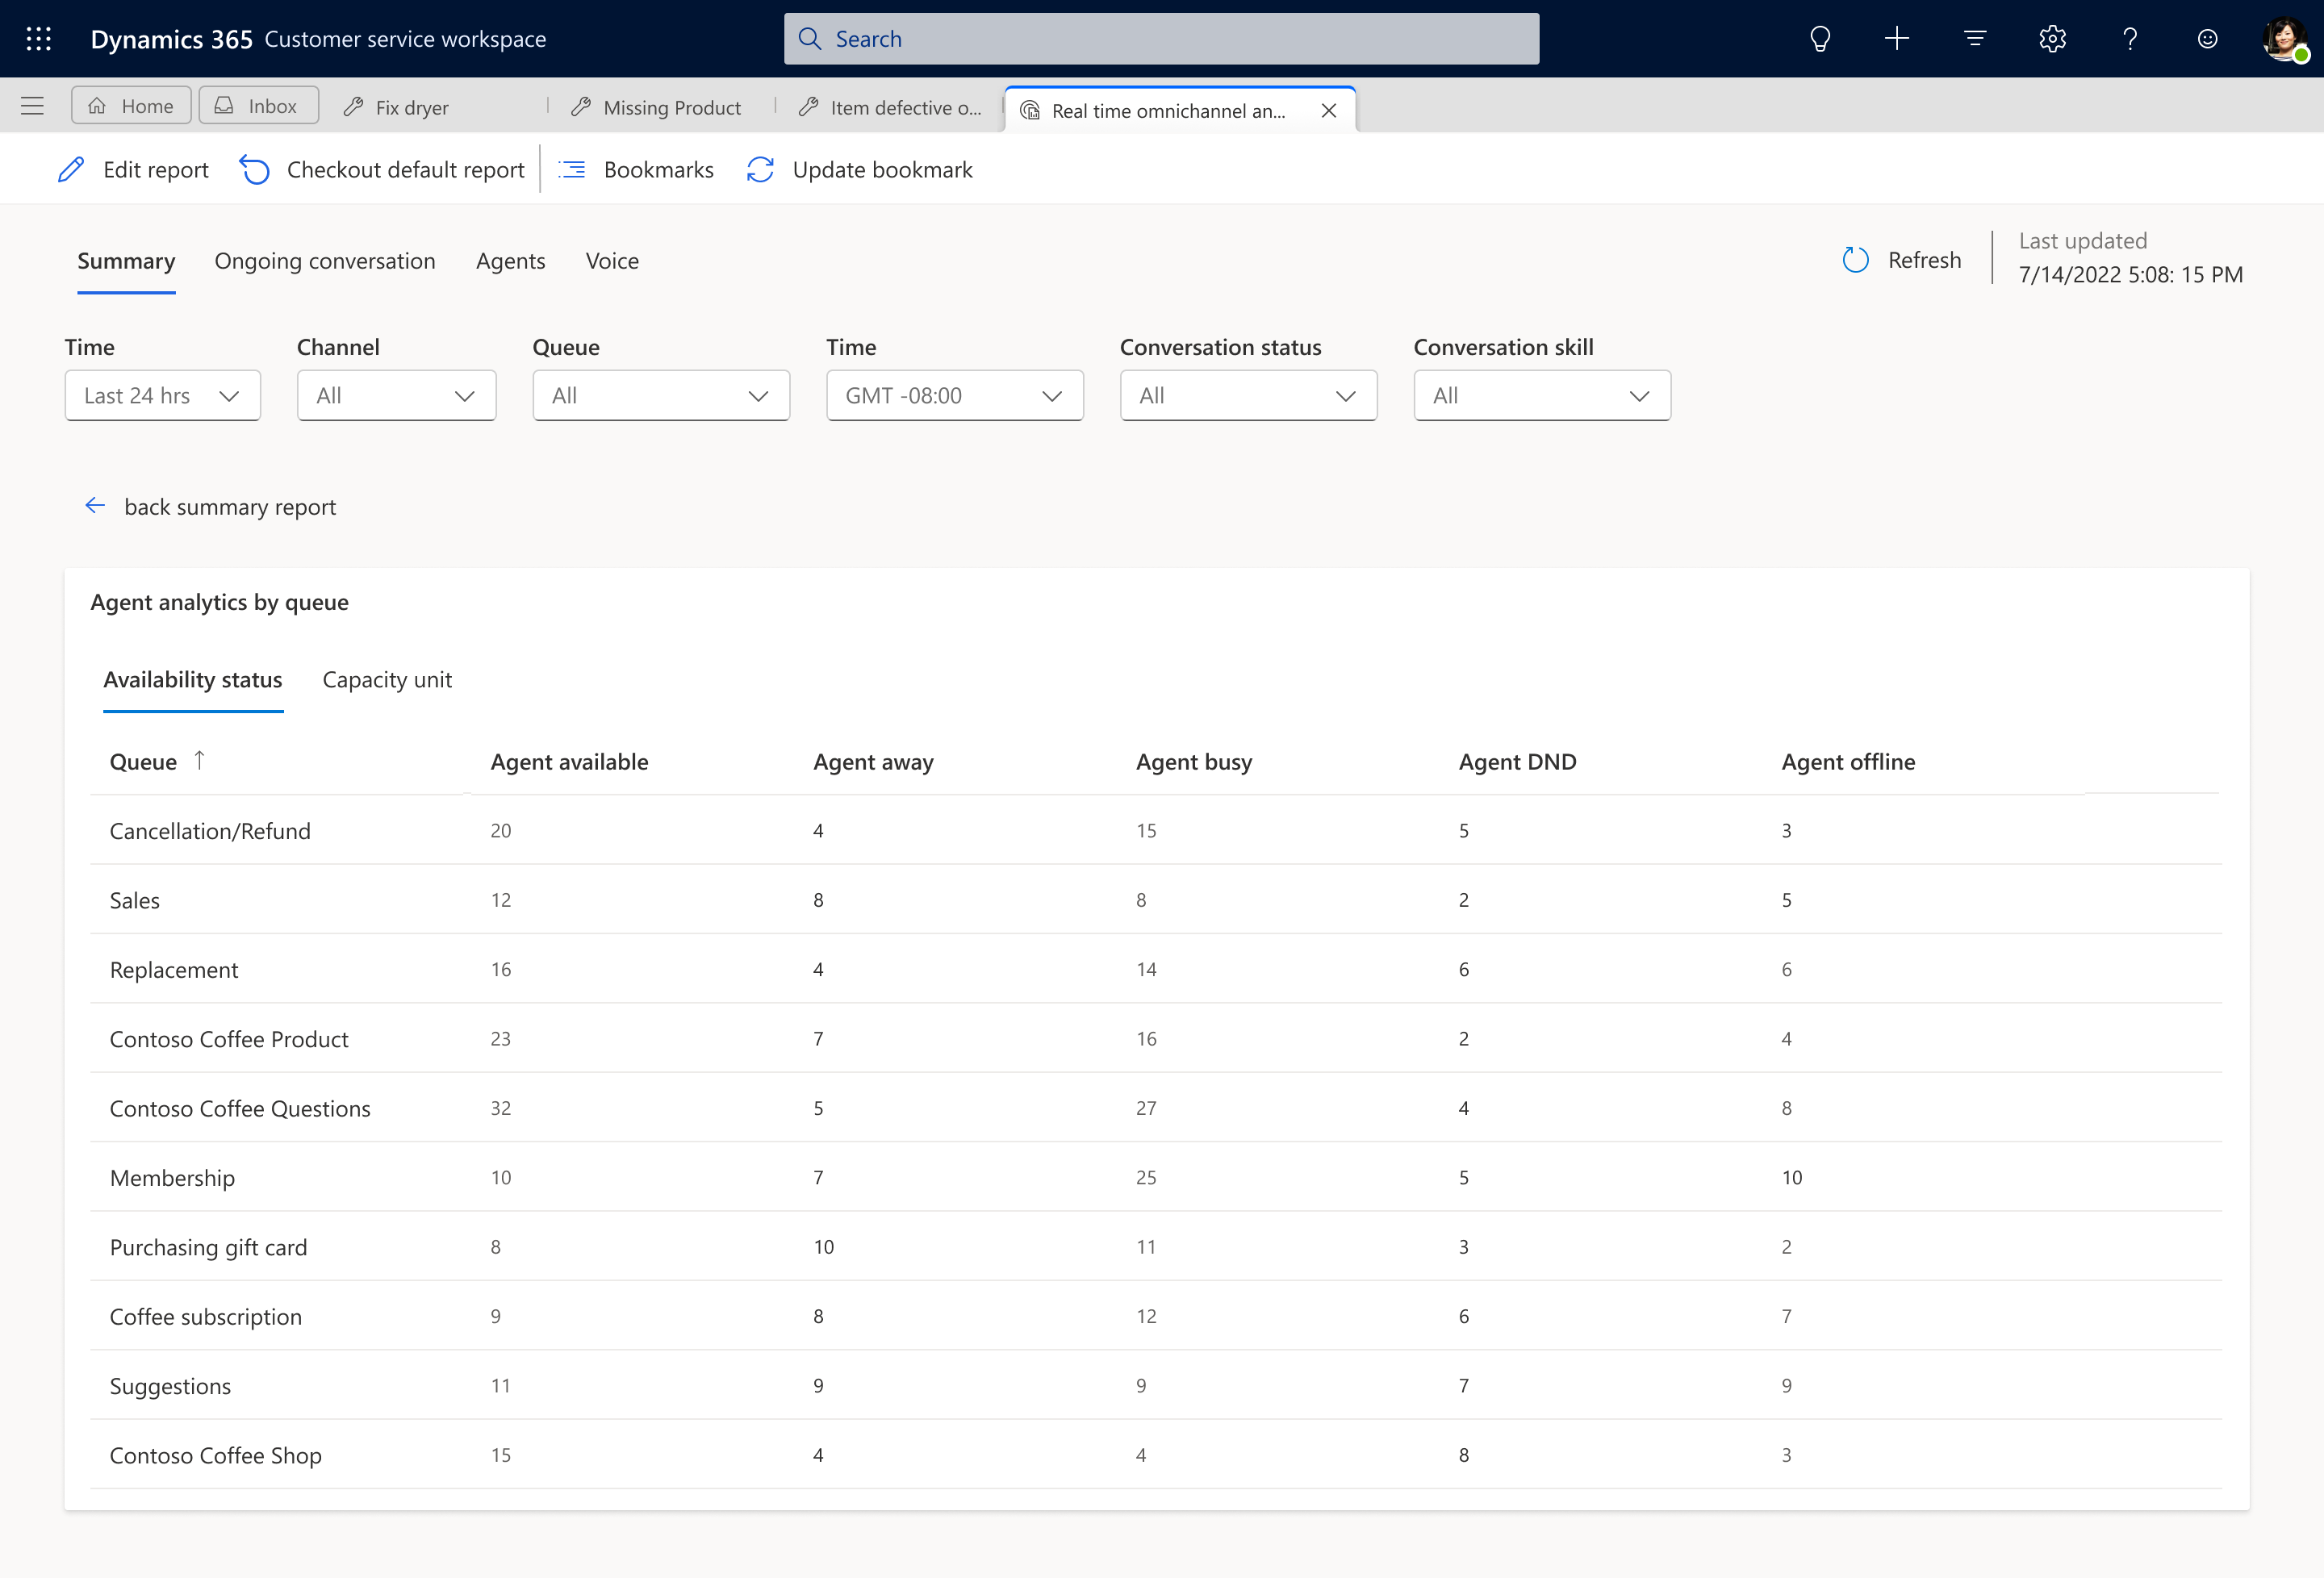 Dynamics 365 Customer service workspace Search
Home Inbox Fix dryer Missing Product Item defective o... Real time omnichannel an...
Edit report Checkout default report Bookmarks Update bookmark
Summary Ongoing conversation Agents Voice Refresh
Last updated
7/14/2022 5:08: 15 PM
Time Channel Queue Time Conversation status Conversation skill
Last 24 hrs All All GMT -08:00 All All
back summary report
Agent analytics by queue
Availability status Capacity unit
Queue Agent available Agent away Agent busy Agent DND Agent offline
Cancellation/Refund 20 4 15 5 3
Sales 12 8 8 2 5
Replacement 16 4 14 6 6
Contoso Coffee Product 23 7 16 2 4
Contoso Coffee Questions 32 5 27 4 8
Membership 10 7 25 5 10
Purchasing gift card 8 10 11 3 2
Coffee subscription 9 8 12 6 7
Suggestions 11 9 9 7 9
Contoso Coffee Shop 15 4 4 8 3